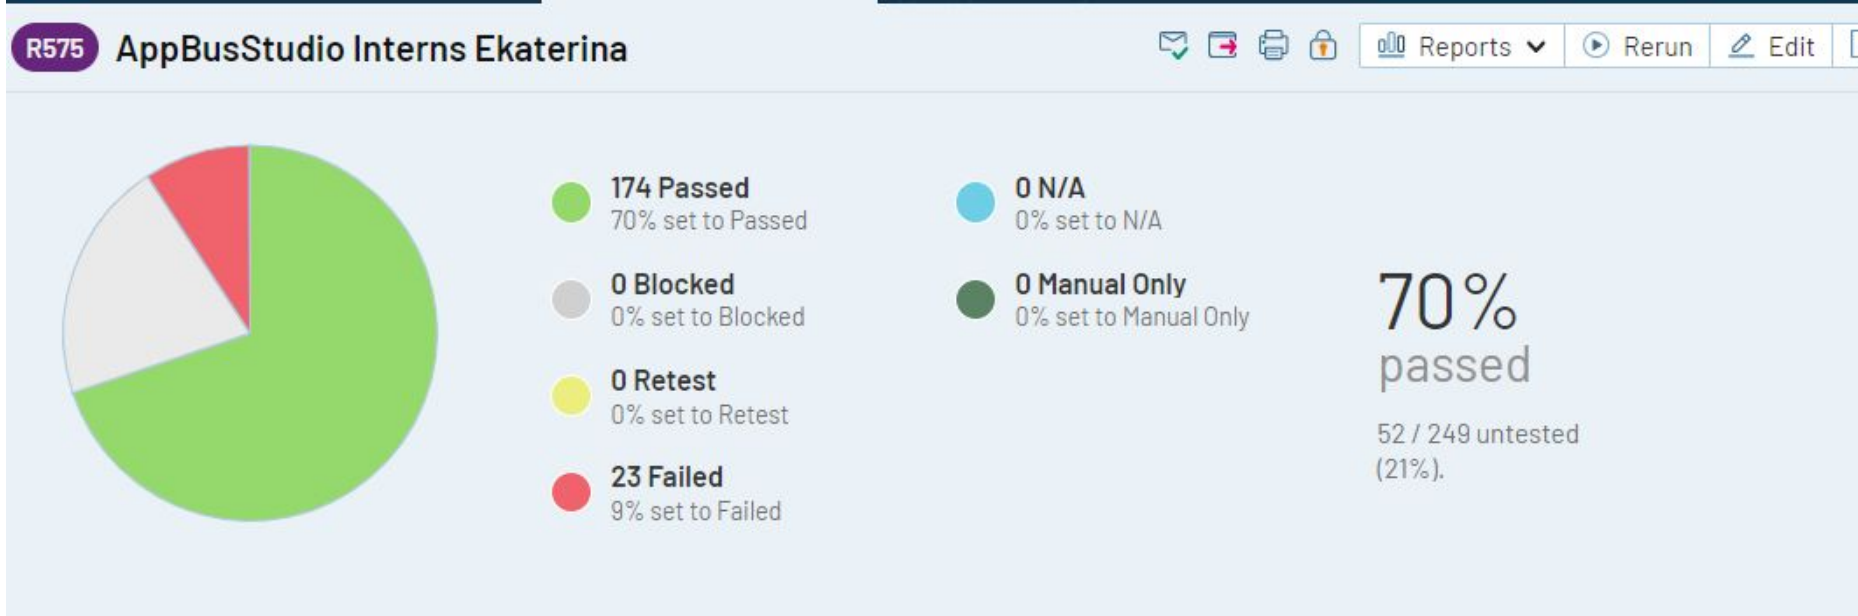 R575 AppBusStudio Interns Ekaterina
Reports Rerun Edit
174 Passed
70% set to Passed
0 Blocked
0% set to Blocked
0 Retest
0% set to Retest
23 Failed
9% set to Failed
0 N/A
0% set to N/A
0 Manual Only
0% set to Manual Only
70%
passed
52 / 249 untested
(21%).